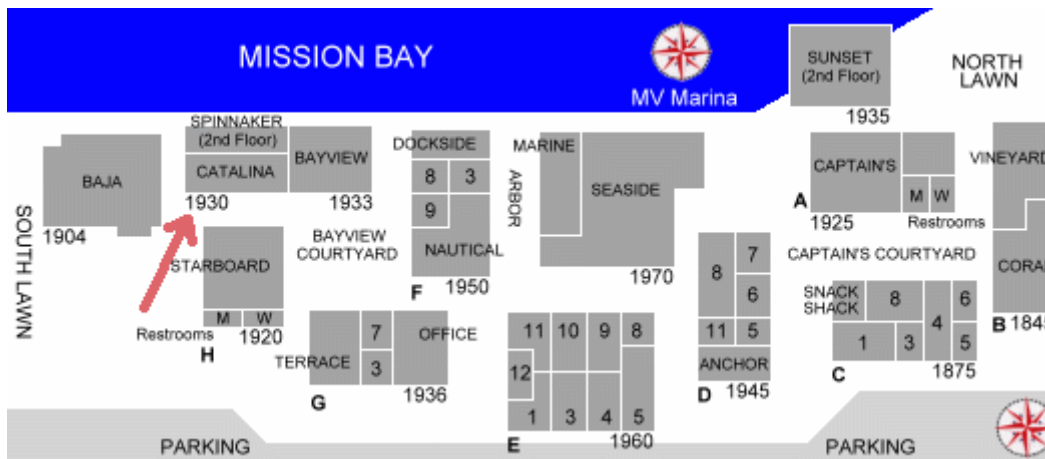 MISSION BAY
MV Marina
SUNSET
(2nd Floor)
1935
NORTH
LAWN
SOUTH LAWN
BAJA
1904
SPINNAKER
(2nd Floor)
CATALINA
1930
BAYVIEW
1933
STARBOARD
M W
Restrooms
H
1920
BAYVIEW
COURTYARD
DOCKSIDE
8 3
9
NAUTICAL
F
1950
ARBOR
MARINE
SEASIDE
1970
CAPTAIN'S
A
1925
M W
Restrooms
VINEYARD
CORAL
B 1845
CAPTAIN'S COURTYARD
TERRACE
7
3
OFFICE
G
1936
11 10 9 8
12
1 3 4 5
E
1960
8 7
6
11 5
ANCHOR
D 1945
SNACK
SHACK
8 4 6
1 3 5
C
1875
PARKING
PARKING